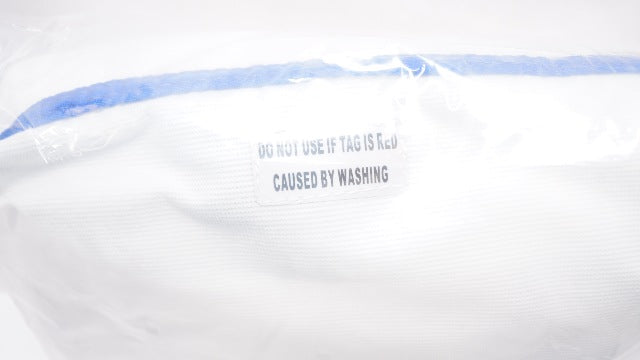 DO NOT USE IF TAG IS RED
CAUSED BY WASHING